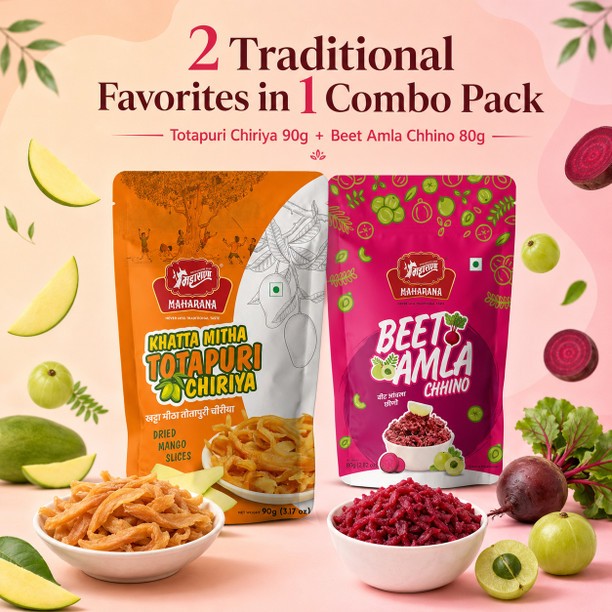 2 Traditional
Favorites in 1 Combo Pack
Totapuri Chiriya 90g + Beet Amla Chhino 80g
महाराणा
MAHARANA
KHATTA MITHA
TOTAPURI
CHIRIYA
खट्टा मीठा तोतापुरी चीरीया
DRIED
MANGO
SLICES
90g (3.17 oz)
महाराणा
MAHARANA
BEET
AMLA
CHHINO
बीट आंवला
छीणो